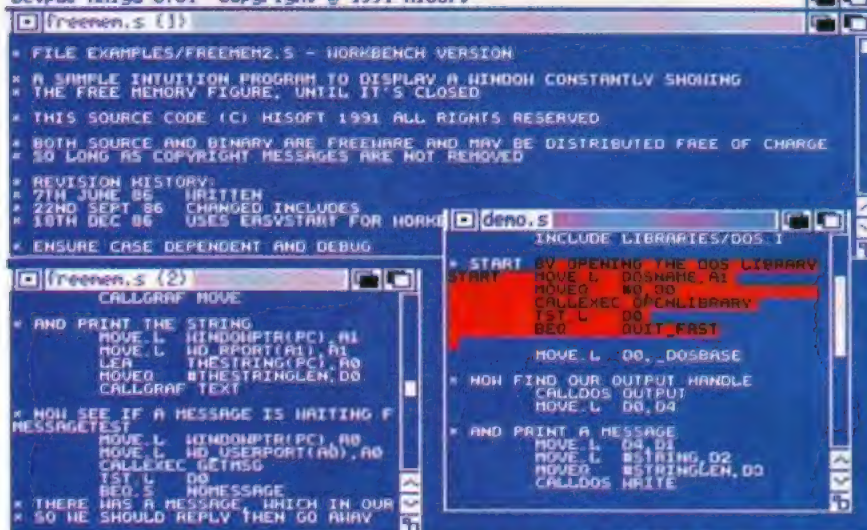 Devpac Amiga Copyright © 1991 HiSoft
freemem.s (1)
* FILE EXAMPLES/FREEMEM2.S - WORKBENCH VERSION
* A SAMPLE INTUITION PROGRAM TO DISPLAY A WINDOW CONSTANTLY SHOWING
* THE FREE MEMORY FIGURE, UNTIL IT'S CLOSED
* THIS SOURCE CODE (C) HISOFT 1991 ALL RIGHTS RESERVED
* BOTH SOURCE AND BINARY ARE FREEWARE AND MAY BE DISTRIBUTED FREE OF CHARGE
* SO LONG AS COPYRIGHT MESSAGES ARE NOT REMOVED
* REVISION HISTORY:
* 7TH JUNE 86 WRITTEN
* 22ND SEPT 86 CHANGED INCLUDES
* 18TH DEC 86 USES EASYSTART FOR WORKB
* ENSURE CASE DEPENDENT AND DEBUG
freemem.s (2)
CALLGRAF MOVE
* AND PRINT THE STRING
MOVE.L WINDOWPTR(PC),A1
MOVE.L WD_RPORT(A1),A1
LEA THESTRING(PC),A0
MOVEQ #THESTRINGLEN,D0
CALLGRAF TEXT
* NOW SEE IF A MESSAGE IS WAITING F
MESSAGETEST
MOVE.L WINDOWPTR(PC),A0
MOVE.L WD_USERPORT(A0),A0
CALLEXEC GETMSG
TST.L D0
BEQ.S NOMESSAGE
* THERE WAS A MESSAGE, WHICH IN OUR
* SO WE SHOULD REPLY THEN GO AWAY
demo.s
INCLUDE LIBRARIES/DOS.I
* START BY OPENING THE DOS LIBRARY
START MOVE.L DOSNAME,A1
MOVEQ #0,D0
CALLEXEC OPENLIBRARY
TST.L D0
BEQ QUIT_FAST
MOVE.L D0,_DOSBASE
* NOW FIND OUR OUTPUT HANDLE
CALLDOS OUTPUT
MOVE.L D0,D4
* AND PRINT A MESSAGE
MOVE.L D4,D1
MOVE.L #STRING,D2
MOVEQ #STRINGLEN,D3
CALLDOS WRITE